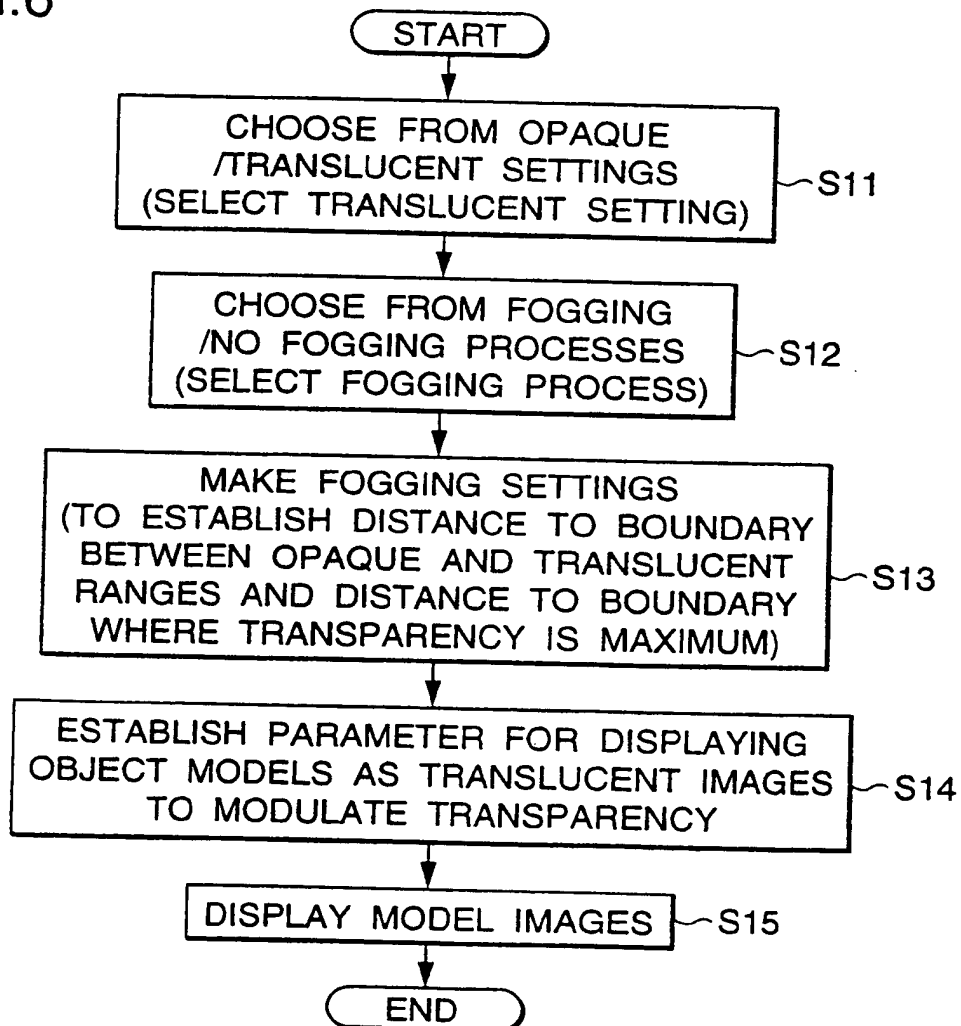 START
CHOOSE FROM OPAQUE
/TRANSLUCENT SETTINGS
(SELECT TRANSLUCENT SETTING)
S11
CHOOSE FROM FOGGING
/NO FOGGING PROCESSES
(SELECT FOGGING PROCESS)
S12
MAKE FOGGING SETTINGS
(TO ESTABLISH DISTANCE TO BOUNDARY
BETWEEN OPAQUE AND TRANSLUCENT
RANGES AND DISTANCE TO BOUNDARY
WHERE TRANSPARENCY IS MAXIMUM)
S13
ESTABLISH PARAMETER FOR DISPLAYING
OBJECT MODELS AS TRANSLUCENT IMAGES
TO MODULATE TRANSPARENCY
S14
DISPLAY MODEL IMAGES
S15
END